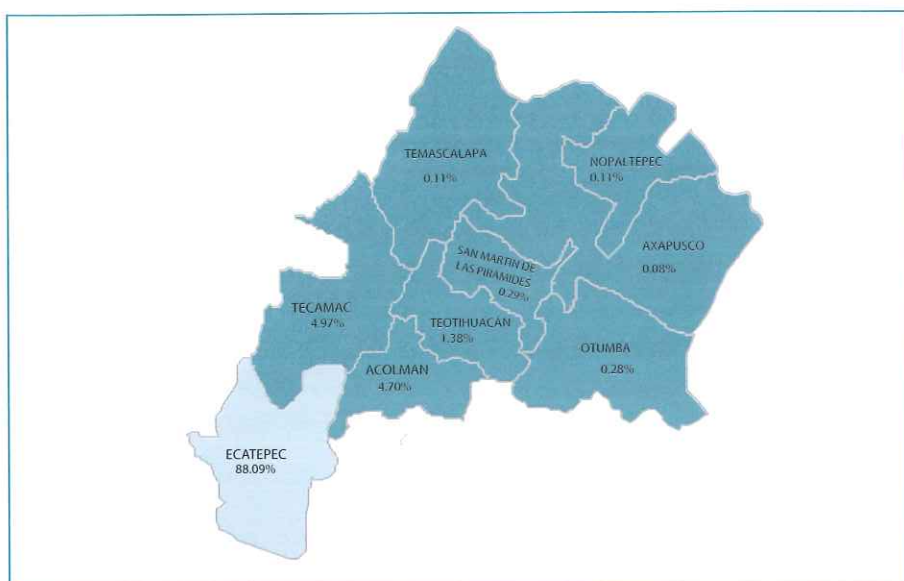 TEMASCALAPA
0.11%
NOPALTEPEC
0.11%
AXAPUSCO
0.08%
SAN MARTIN DE
LAS PIRAMIDES
0.29%
TECAMAC
4.97%
TEOTIHUACÁN
1.38%
OTUMBA
0.28%
ACOLMAN
4.70%
ECATEPEC
88.09%